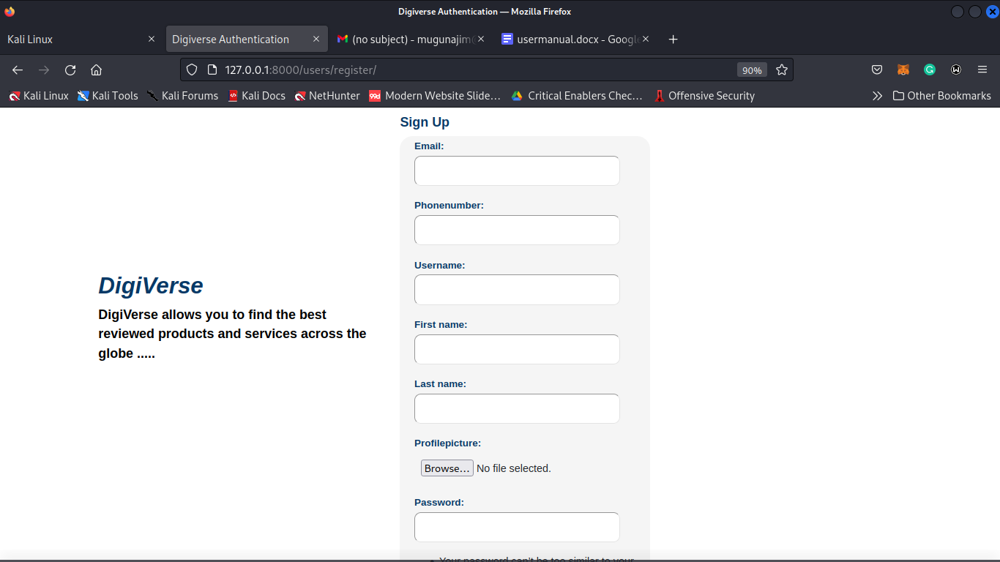 Digiverse Authentication — Mozilla Firefox
Kali Linux
Digiverse Authentication
(no subject) - mugunajim
usermanual.docx - Google
127.0.0.1:8000/users/register/
90%
Kali Linux
Kali Tools
Kali Forums
Kali Docs
NetHunter
99d
Modern Website Slide…
Critical Enablers Chec…
Offensive Security
Other Bookmarks
Sign Up
Email:
Phonenumber:
Username:
First name:
Last name:
Profilepicture:
Browse… No file selected.
Password:
Your password can't be too similar to your
DigiVerse
DigiVerse allows you to find the best
reviewed products and services across the
globe .....